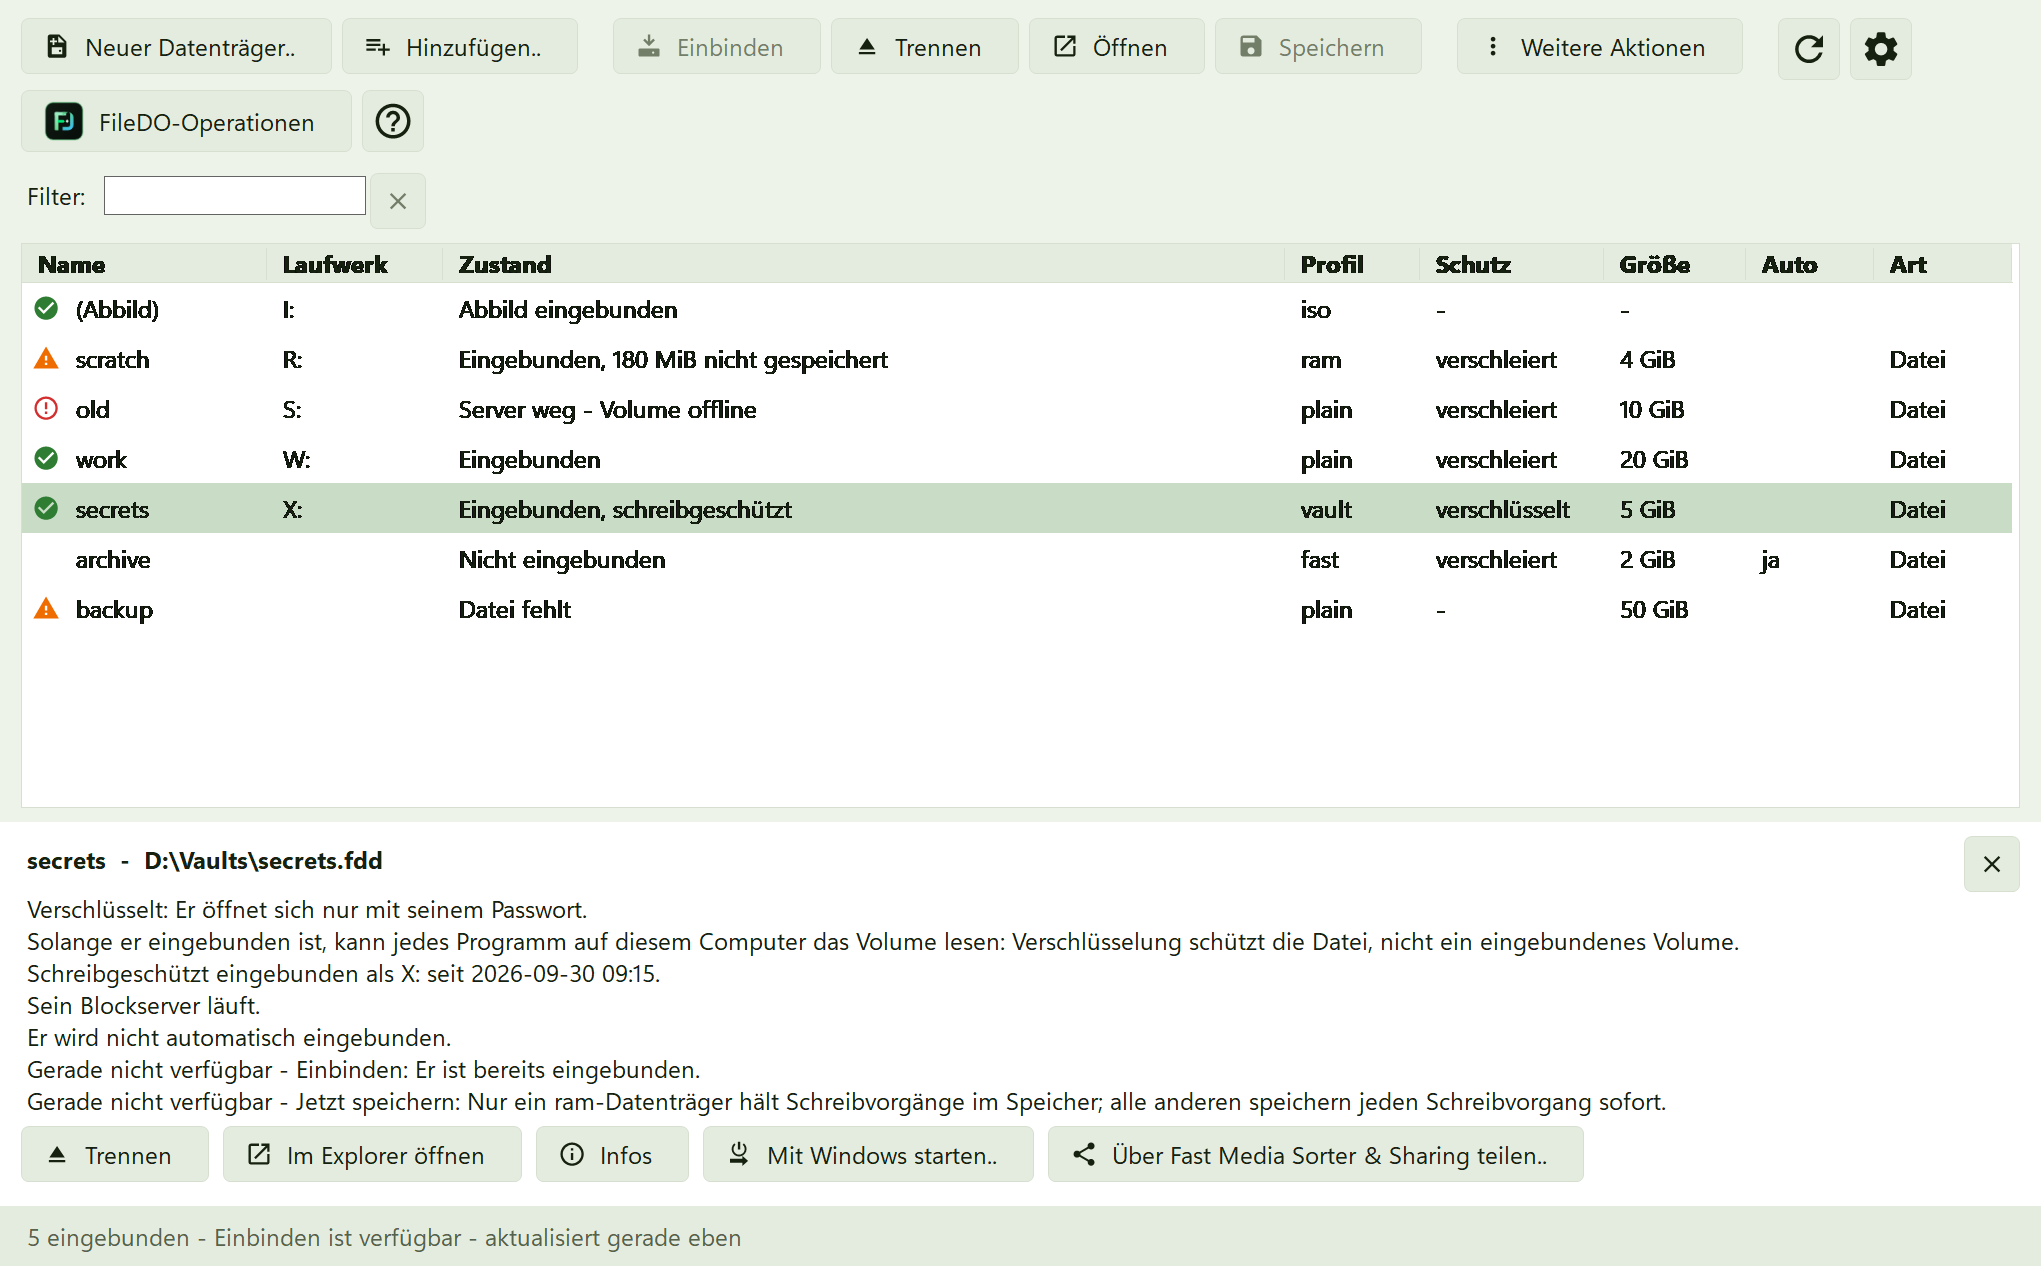 Neuer Datenträger.. Hinzufügen.. Einbinden Trennen Öffnen Speichern Weitere Aktionen
FileDO-Operationen
Filter:
Name Laufwerk Zustand Profil Schutz Größe Auto Art
(Abbild) I: Abbild eingebunden iso - -
scratch R: Eingebunden, 180 MiB nicht gespeichert ram verschleiert 4 GiB Datei
old S: Server weg - Volume offline plain verschleiert 10 GiB Datei
work W: Eingebunden plain verschleiert 20 GiB Datei
secrets X: Eingebunden, schreibgeschützt vault verschlüsselt 5 GiB Datei
archive Nicht eingebunden fast verschleiert 2 GiB ja Datei
backup Datei fehlt plain - 50 GiB Datei
secrets - D:\Vaults\secrets.fdd
Verschlüsselt: Er öffnet sich nur mit seinem Passwort.
Solange er eingebunden ist, kann jedes Programm auf diesem Computer das Volume lesen: Verschlüsselung schützt die Datei, nicht ein eingebundenes Volume.
Schreibgeschützt eingebunden als X: seit 2026-09-30 09:15.
Sein Blockserver läuft.
Er wird nicht automatisch eingebunden.
Gerade nicht verfügbar - Einbinden: Er ist bereits eingebunden.
Gerade nicht verfügbar - Jetzt speichern: Nur ein ram-Datenträger hält Schreibvorgänge im Speicher; alle anderen speichern jeden Schreibvorgang sofort.
Trennen Im Explorer öffnen Infos Mit Windows starten.. Über Fast Media Sorter & Sharing teilen..
5 eingebunden - Einbinden ist verfügbar - aktualisiert gerade eben